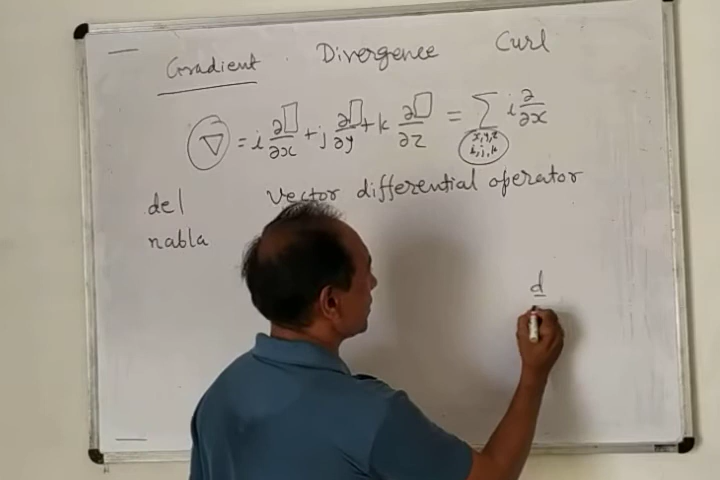 Gradient Divergence Curl
∇ = i ∂□/∂x + j ∂□/∂y + k ∂□/∂z = ∑ x,y,z i,j,k i ∂/∂x
del Vector differential operator
nabla
d